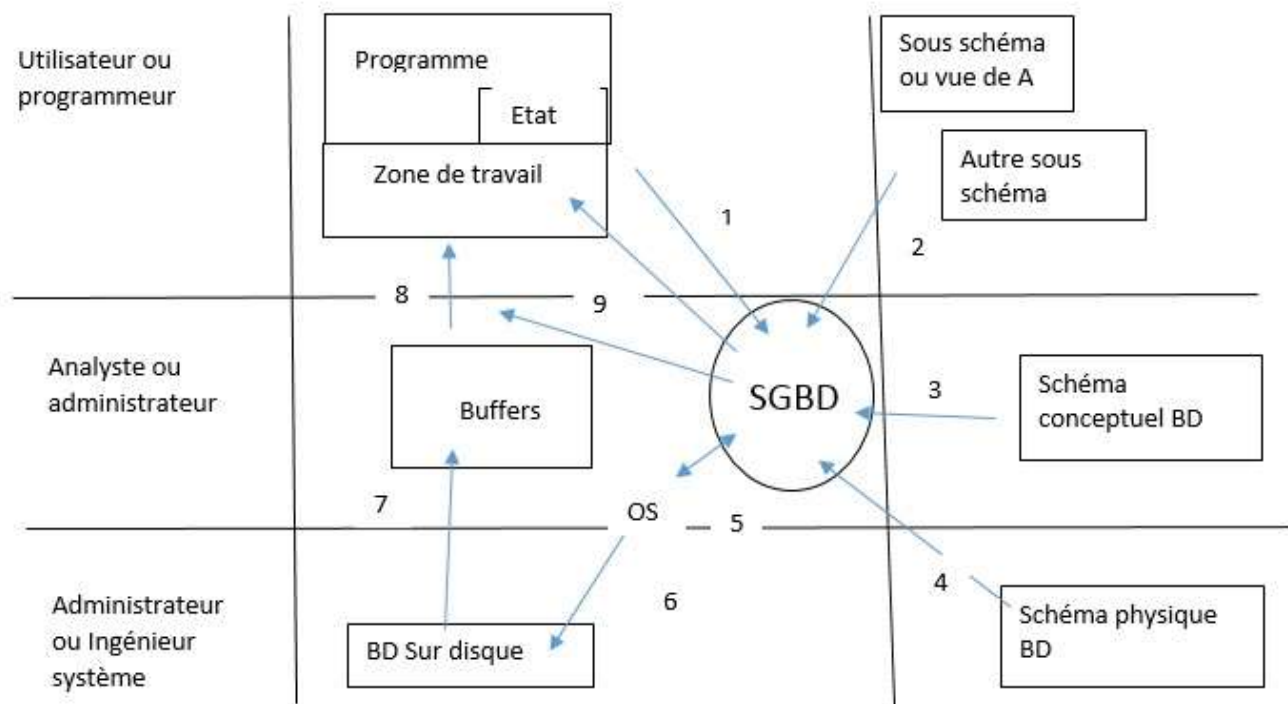 Utilisateur ou
programmeur
Programme
Etat
Zone de travail
Sous schéma
ou vue de A
Autre sous
schéma
1
2
8
9
Analyste ou
administrateur
Buffers
SGBD
3
Schéma
conceptuel BD
7
OS
5
Administrateur
ou Ingénieur
système
BD Sur disque
6
4
Schéma physique
BD